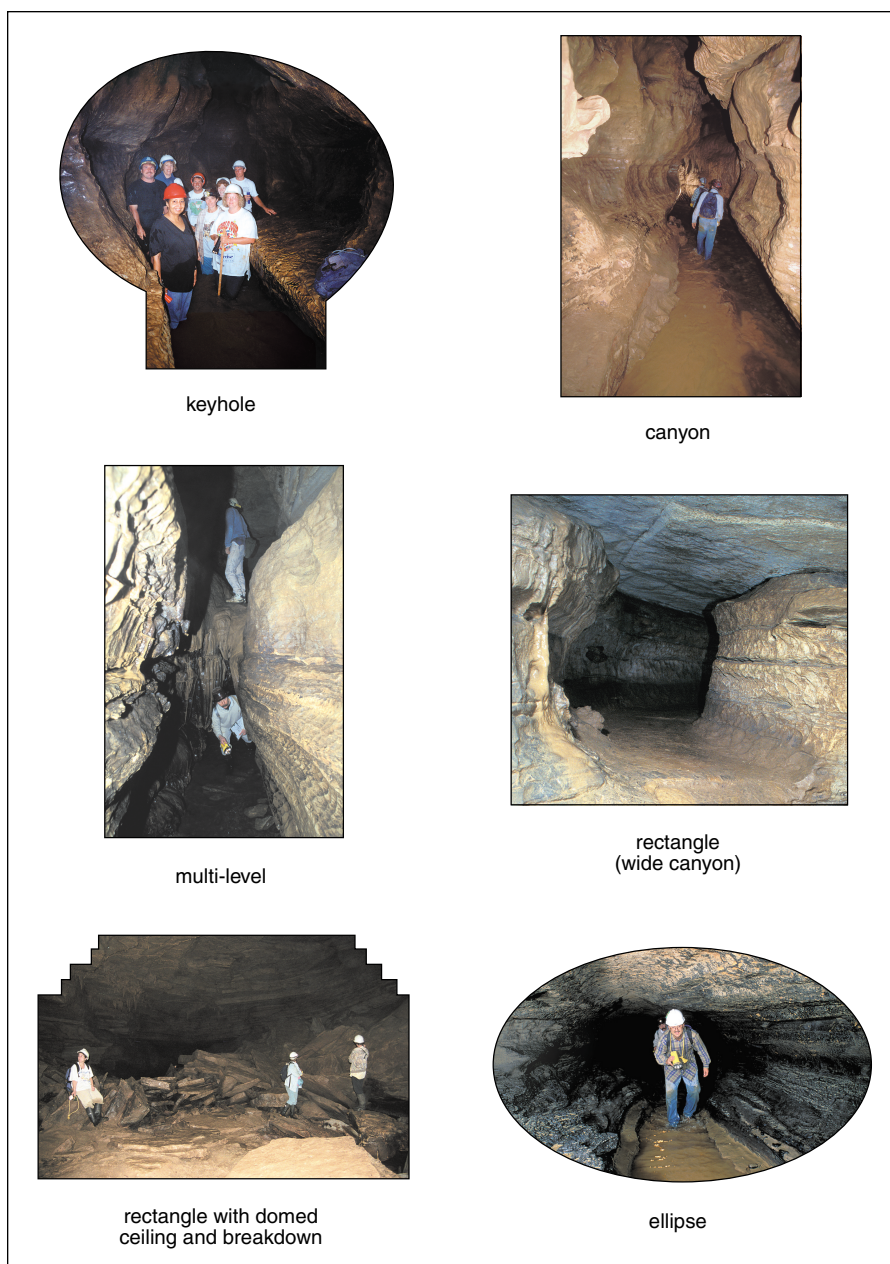 keyhole
canyon
multi-level
rectangle
(wide canyon)
rectangle with domed
ceiling and breakdown
ellipse